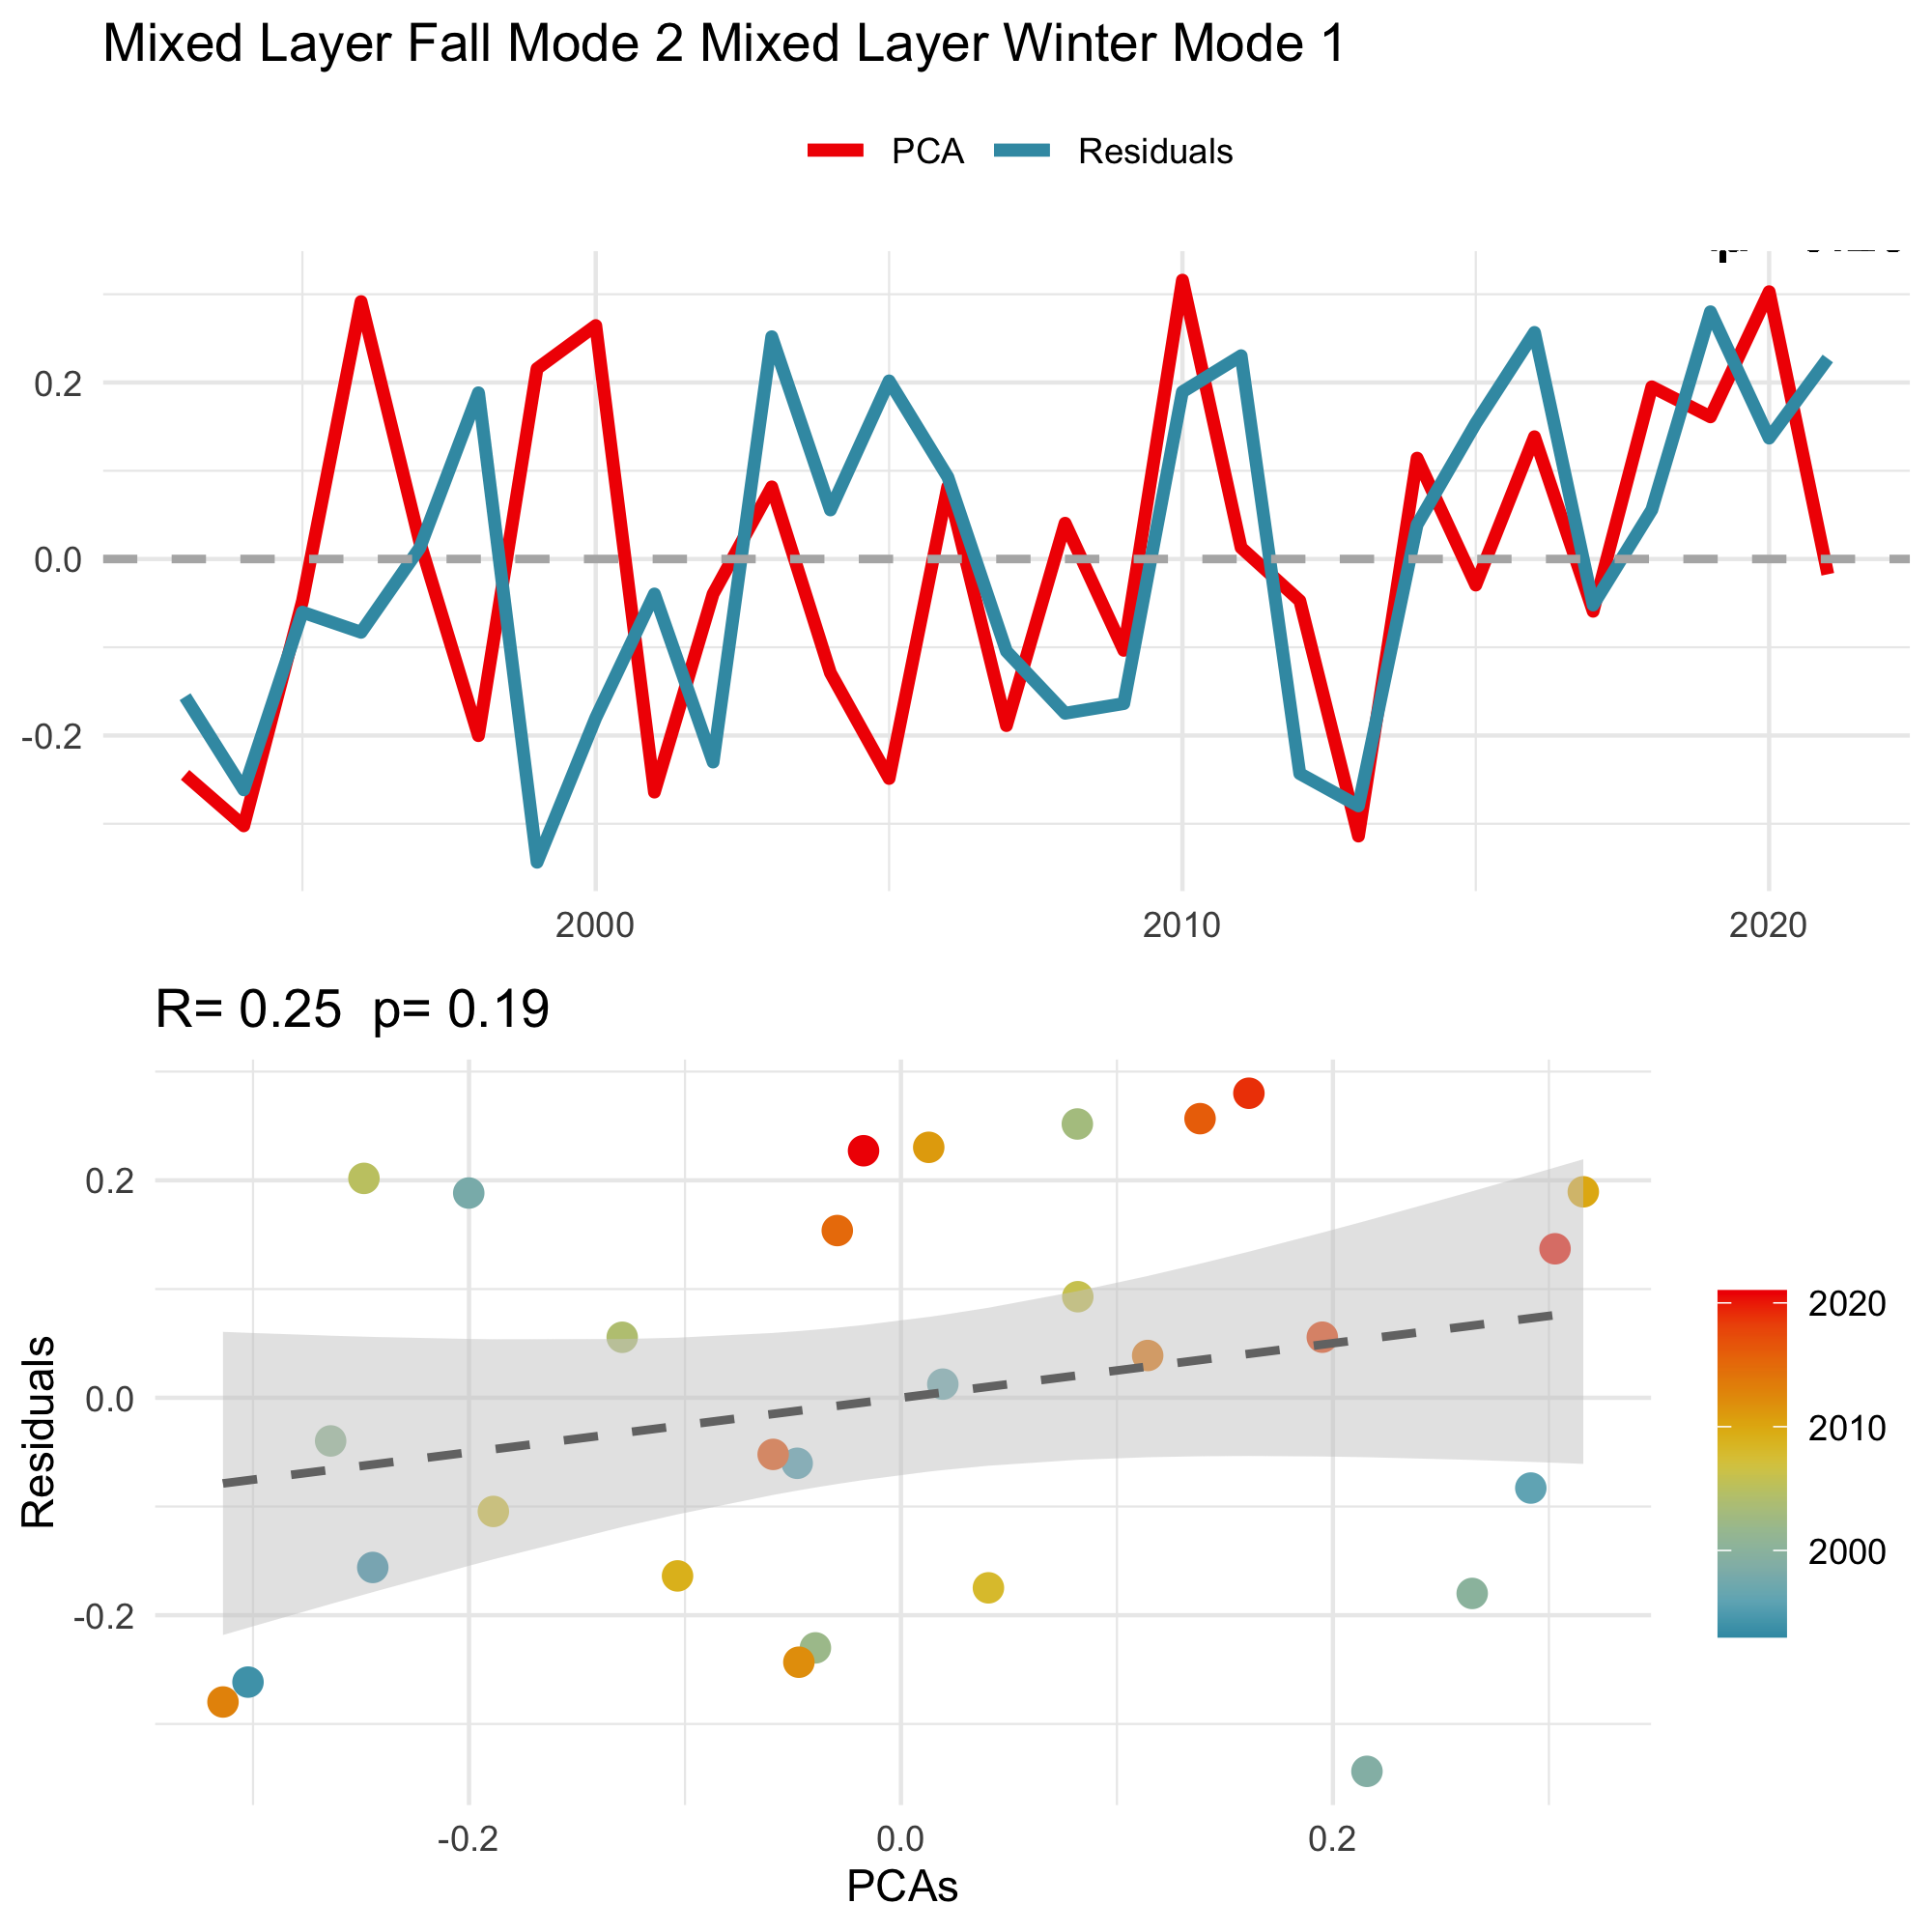 Mixed Layer Fall Mode 2 Mixed Layer Winter Mode 1
PCA Residuals
0.2
0.0
-0.2
2000 2010 2020
R= 0.25 p= 0.19
Residuals
0.2
0.0
-0.2
-0.2 0.0 0.2
PCAs
2020
2010
2000